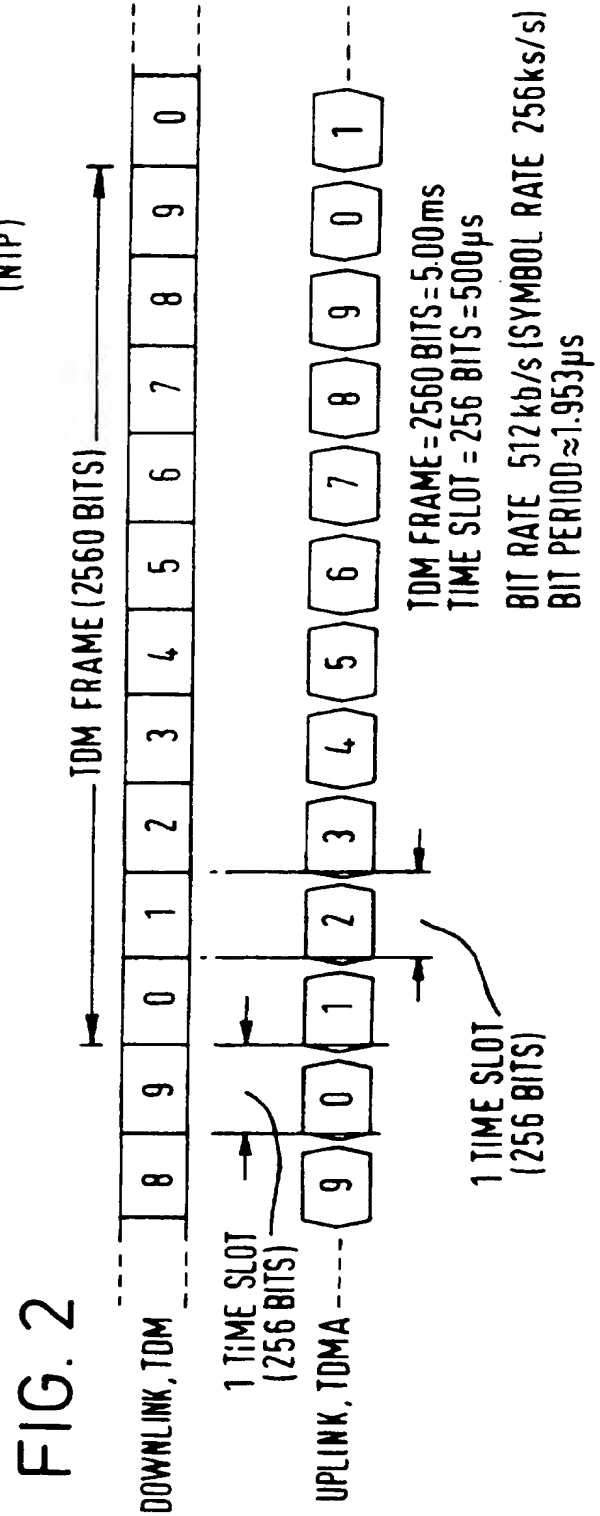 (NTP)
FIG. 2
TDM FRAME (2560 BITS)
DOWNLINK, TDM
8 9 0 1 2 3 4 5 6 7 8 9 0
1 TIME SLOT
(256 BITS)
UPLINK, TDMA
9 0 1 2 3 4 5 6 7 8 9 0 1
1 TIME SLOT
(256 BITS)
TDM FRAME = 2560 BITS = 5.00ms
TIME SLOT = 256 BITS = 500µs
BIT RATE 512kb/s (SYMBOL RATE 256ks/s)
BIT PERIOD ≈ 1.953µs